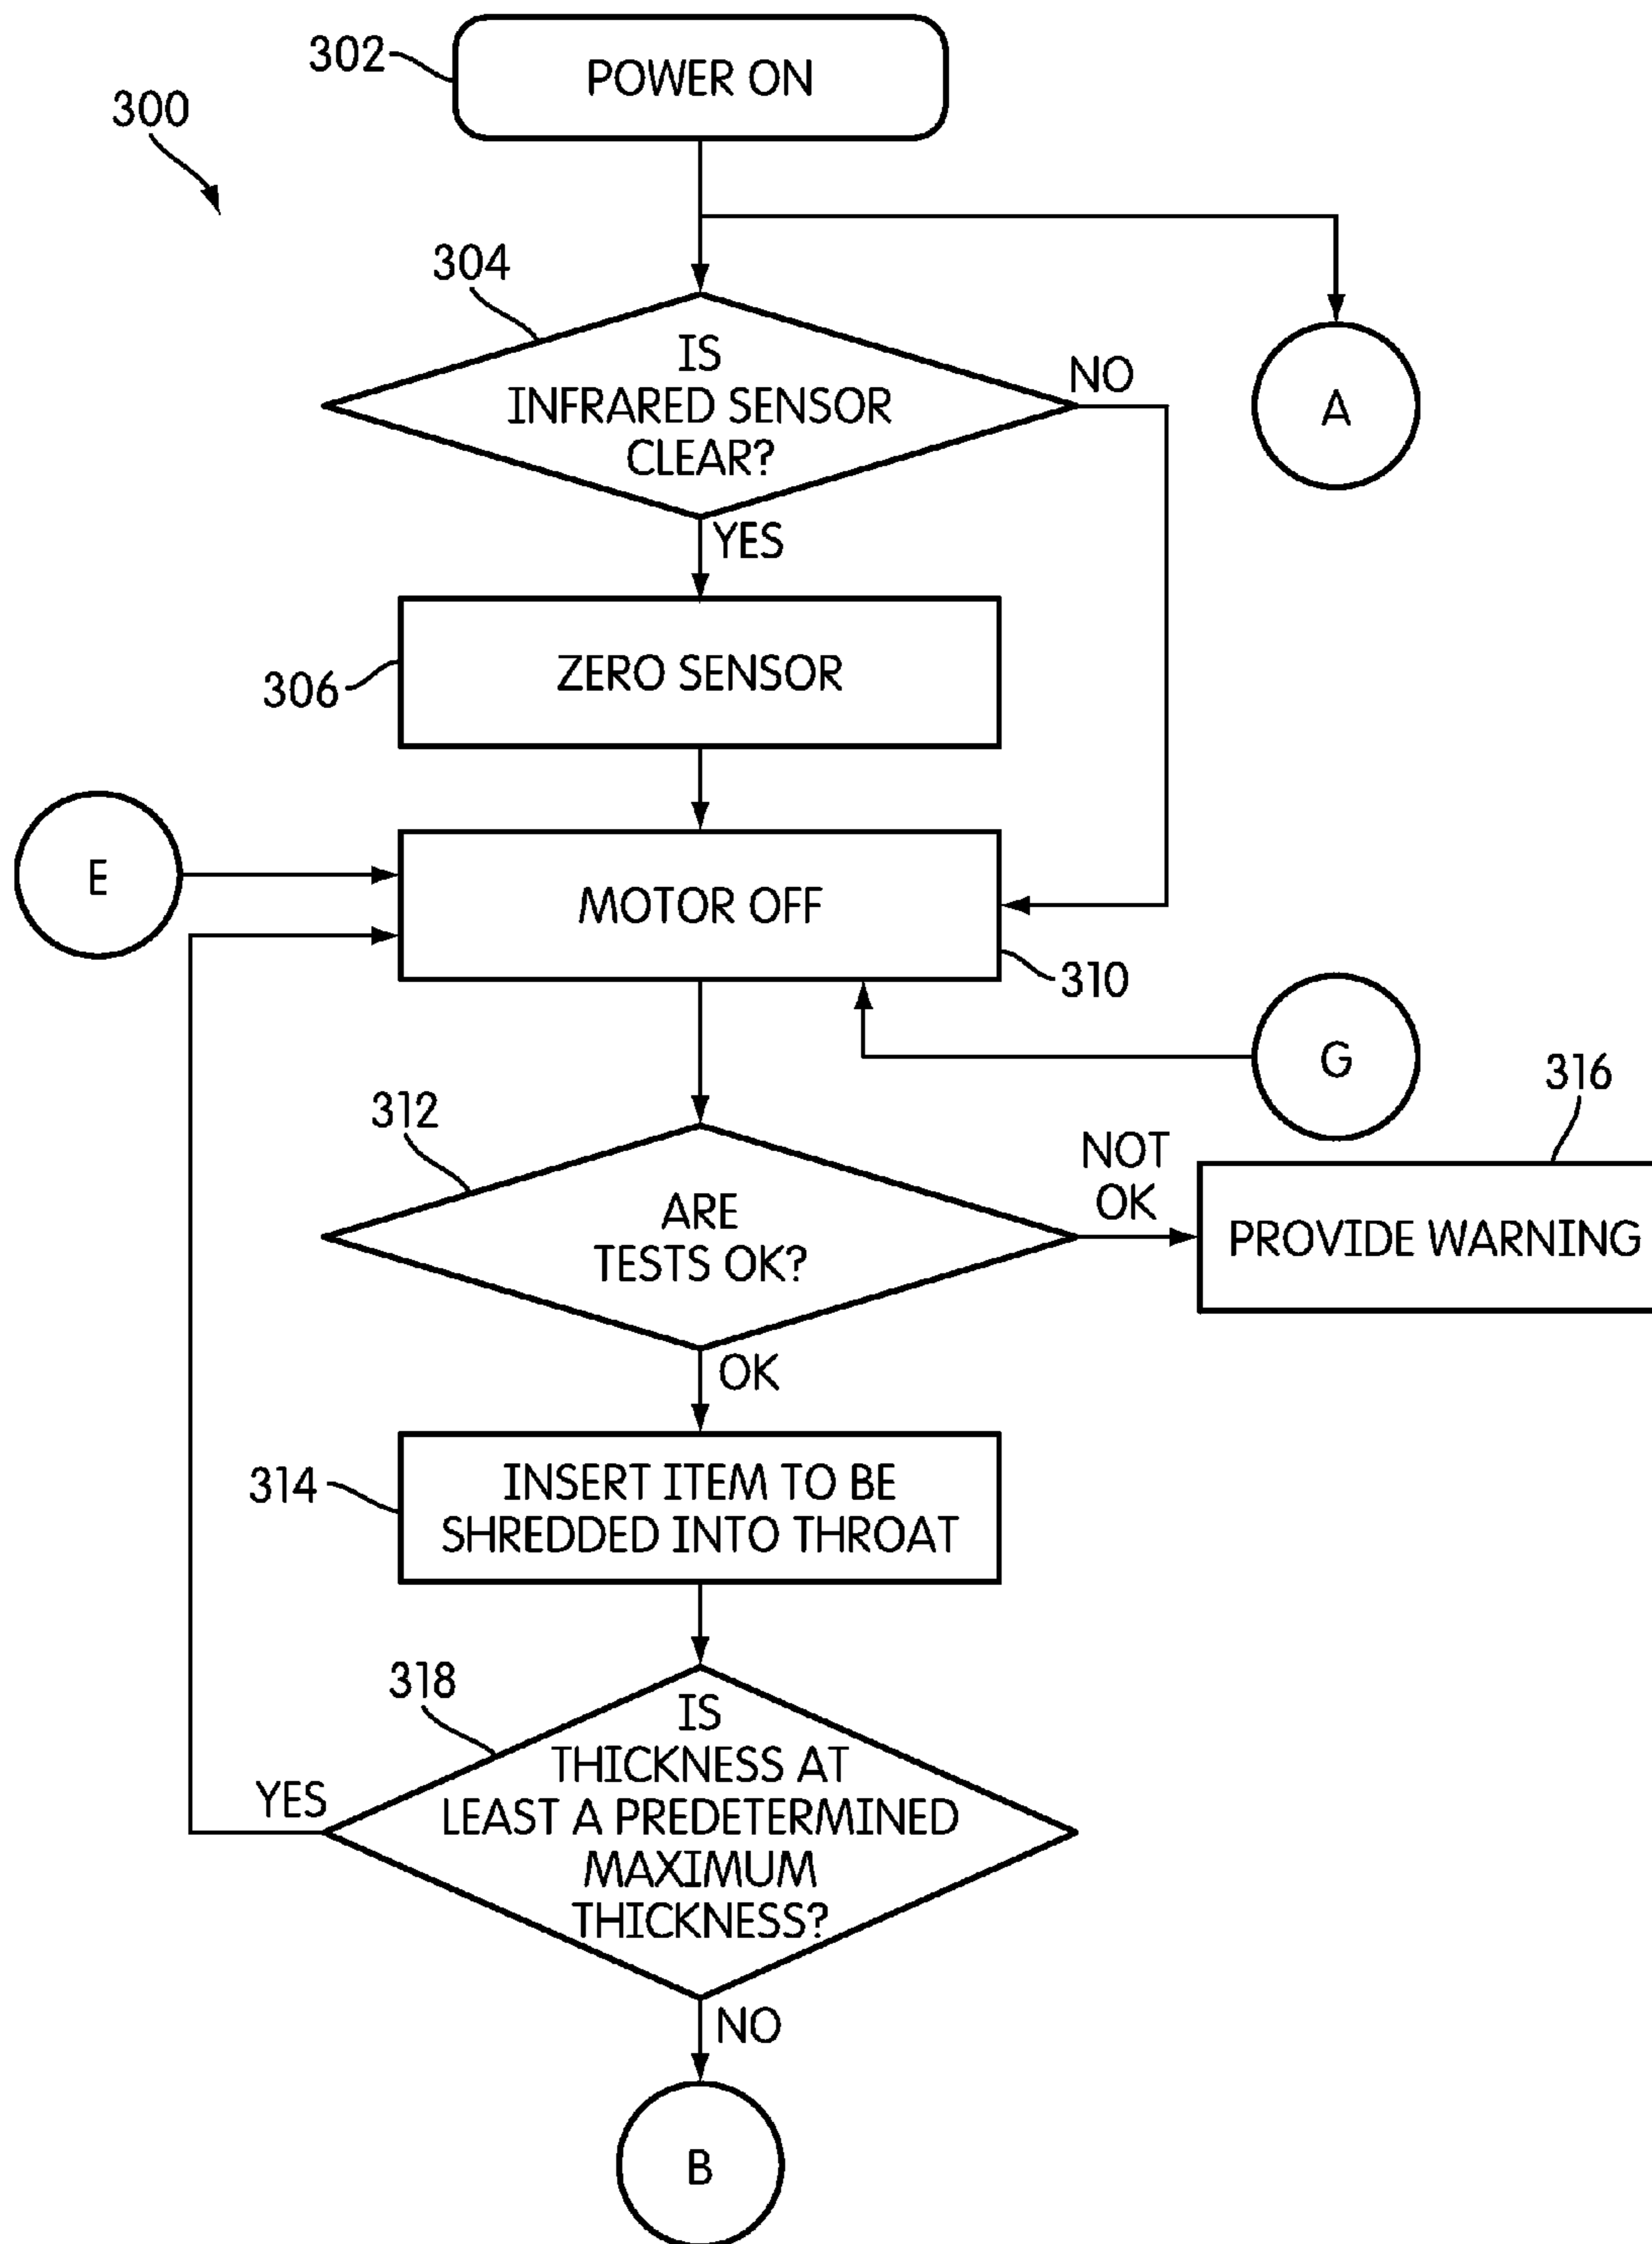 302
POWER ON
300
304
IS
INFRARED SENSOR
CLEAR?
NO
A
YES
306
ZERO SENSOR
E
MOTOR OFF
310
G
316
312
ARE
TESTS OK?
NOT
OK
PROVIDE WARNING
OK
314
INSERT ITEM TO BE
SHREDDED INTO THROAT
318
IS
THICKNESS AT
LEAST A PREDETERMINED
MAXIMUM
THICKNESS?
YES
NO
B